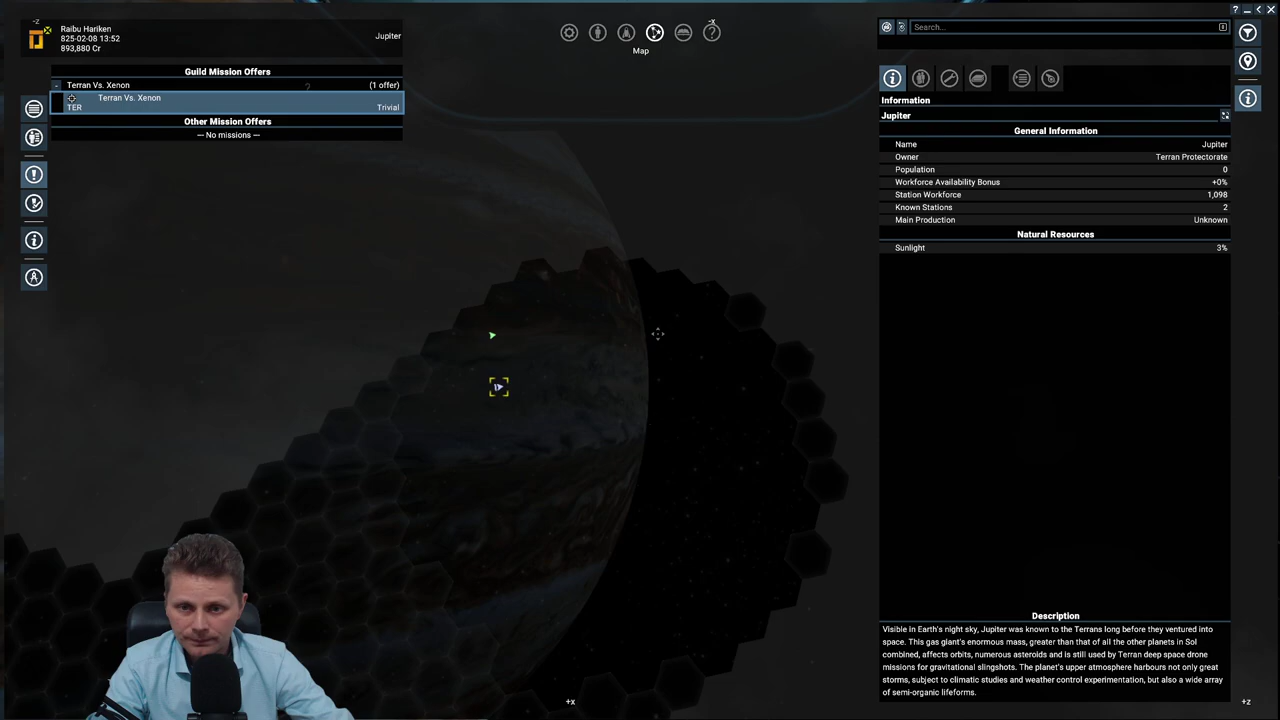 -Z
Raibu Hariken
825-02-08 13:52
893,880 Cr
Jupiter
Guild Mission Offers
- Terran Vs. Xenon (1 offer)
Terran Vs. Xenon
TER Trivial
Other Mission Offers
--- No missions ---
-X
Map
Search...
Information
Jupiter
General Information
Name Jupiter
Owner Terran Protectorate
Population 0
Workforce Availability Bonus +0%
Station Workforce 1,098
Known Stations 2
Main Production Unknown
Natural Resources
Sunlight 3%
Description
Visible in Earth's night sky, Jupiter was known to the Terrans long before they ventured into
space. This gas giant's enormous mass, greater than that of all the other planets in Sol
combined, affects orbits, numerous asteroids and is still used by Terran deep space drone
missions for gravitational slingshots. The planet's upper atmosphere harbours not only great
storms, subject to climatic studies and weather control experimentation, but also a wide array
of semi-organic lifeforms.
+X
+Z